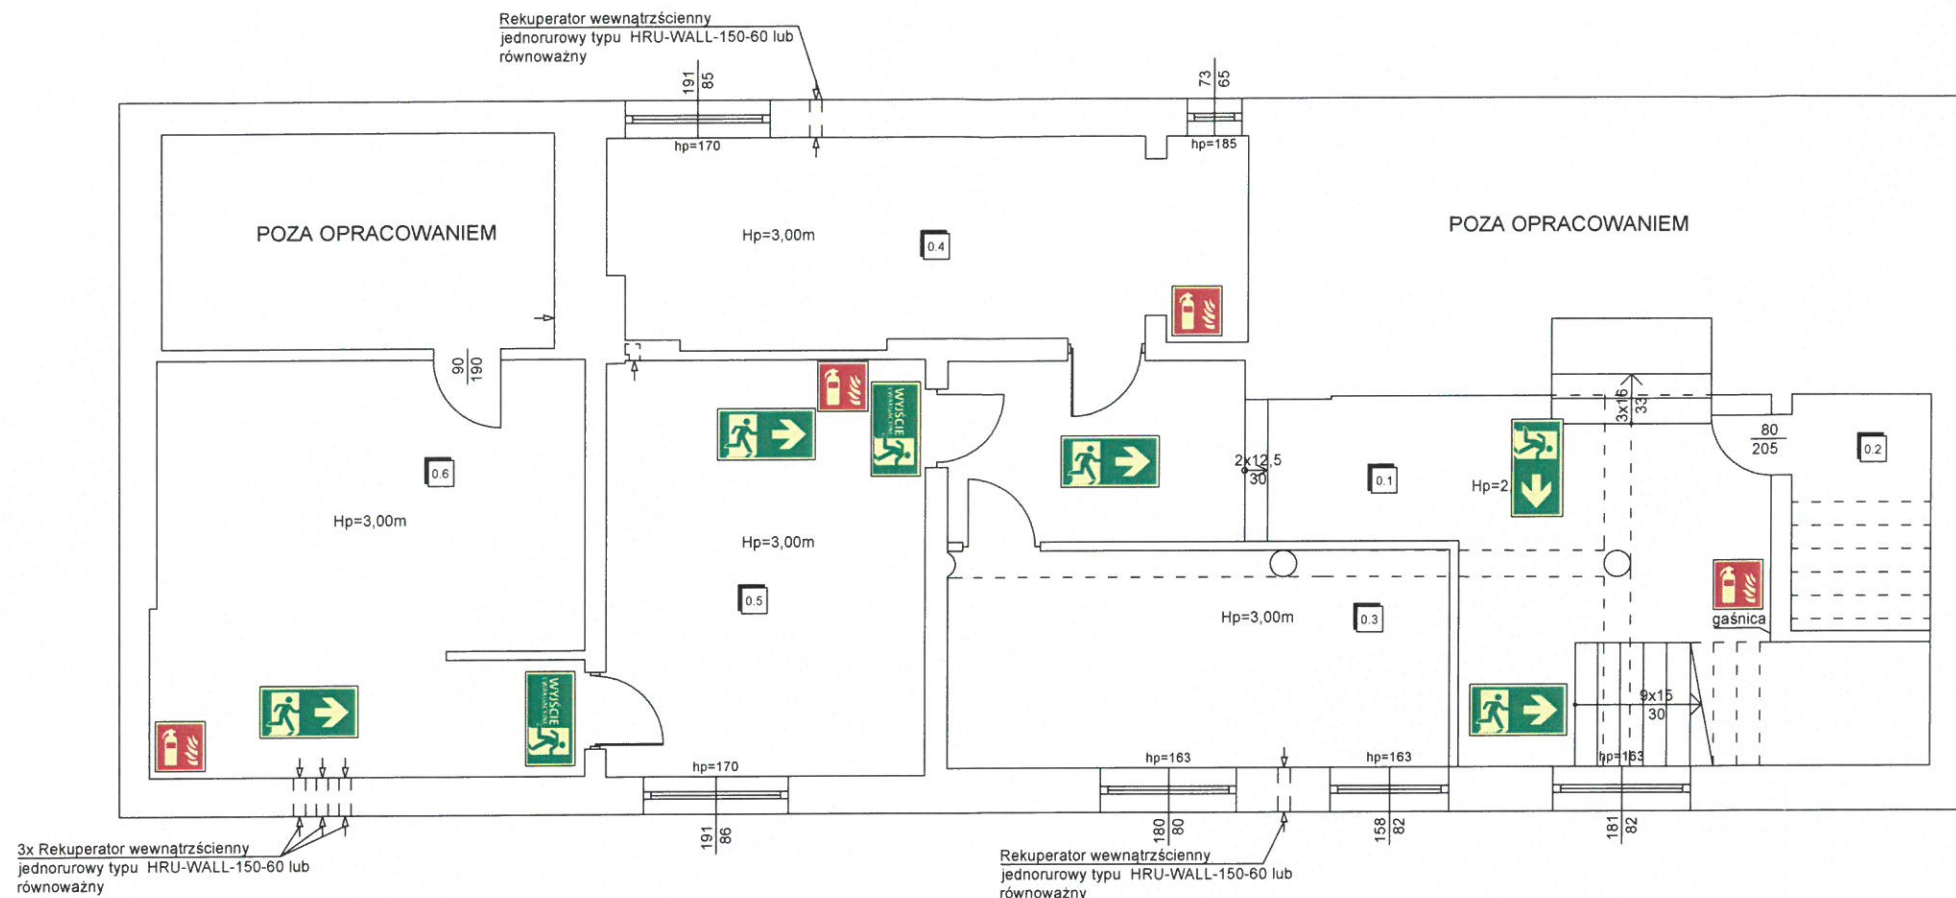 Rekuperator wewnątrzścienny
jednorurowy typu HRU-WALL-150-60 lub
równoważny
191
85
73
65
hp=170
hp=185
POZA OPRACOWANIEM
Hp=3,00m
0.4
POZA OPRACOWANIEM
90
190
3x16
33
80
205
0.2
WYJŚCIE
EWAKUACYJNE
0.6
2x12,5
30
0.1
Hp=2.
Hp=3,00m
Hp=3,00m
0.5
Hp=3,00m
0.3
gaśnica
WYJŚCIE
EWAKUACYJNE
9x15
30
hp=170
hp=163
hp=163
hp=163
191
86
180
80
158
82
181
82
3x Rekuperator wewnątrzścienny
jednorurowy typu HRU-WALL-150-60 lub
równoważny
Rekuperator wewnątrzścienny
jednorurowy typu HRU-WALL-150-60 lub
równoważny